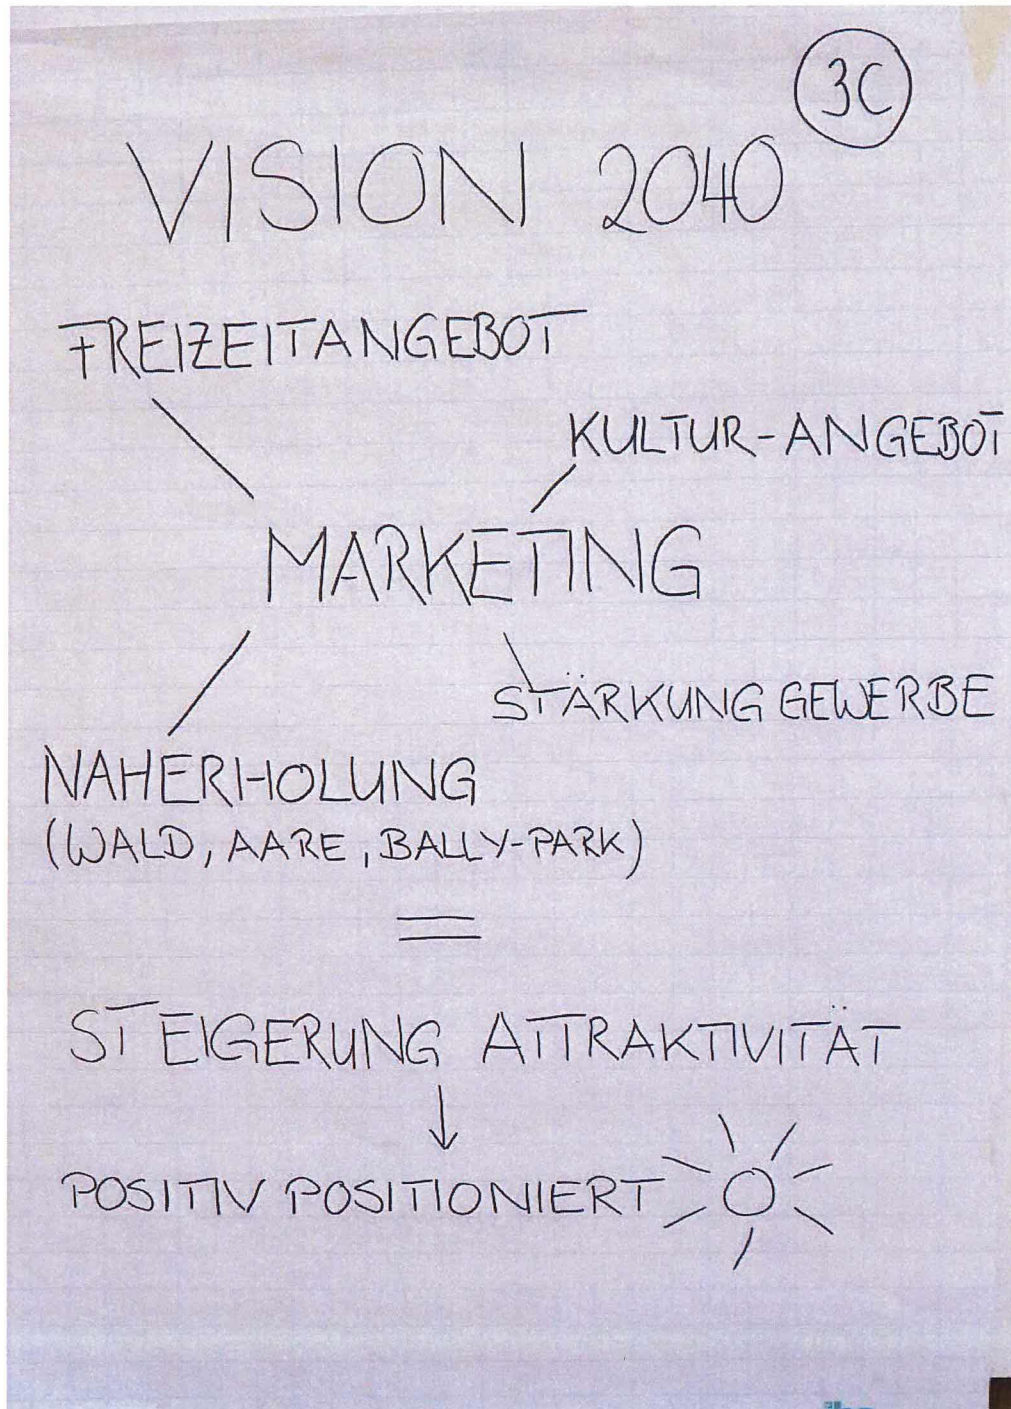 3C
VISION 2040
FREIZEITANGEBOT
KULTUR-ANGEBOT
MARKETING
STÄRKUNG GEWERBE
NAHERHOLUNG
(WALD, AARE, BALLY-PARK)
=
STEIGERUNG ATTRAKTIVITÄT
POSITIV POSITIONIERT